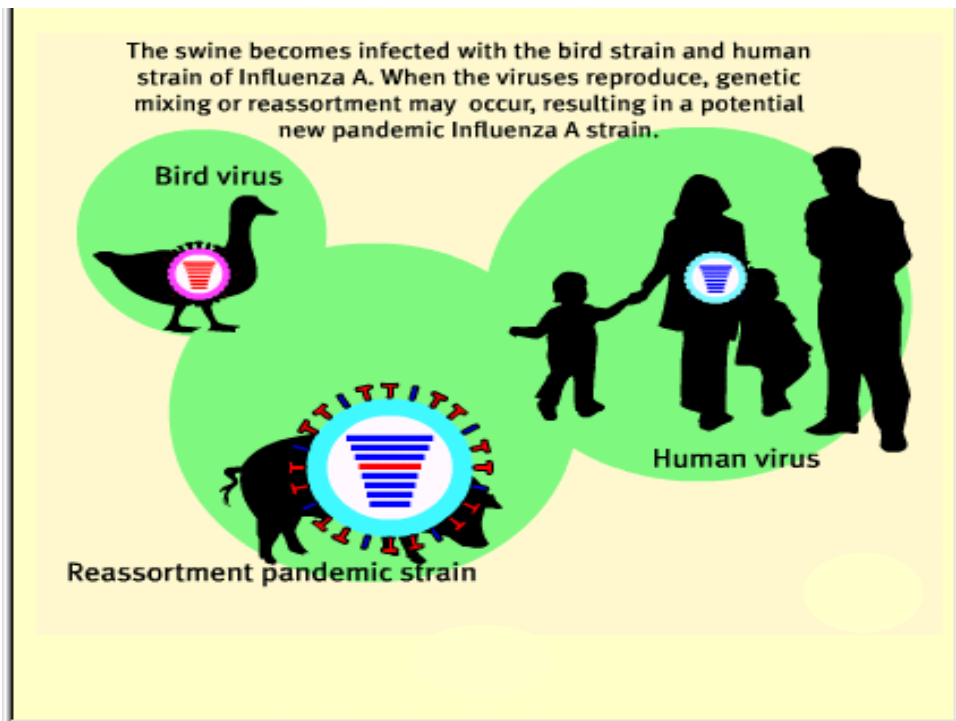 The swine becomes infected with the bird strain and human
strain of Influenza A. When the viruses reproduce, genetic
mixing or reassortment may occur, resulting in a potential
new pandemic Influenza A strain.
Bird virus
Human virus
Reassortment pandemic strain